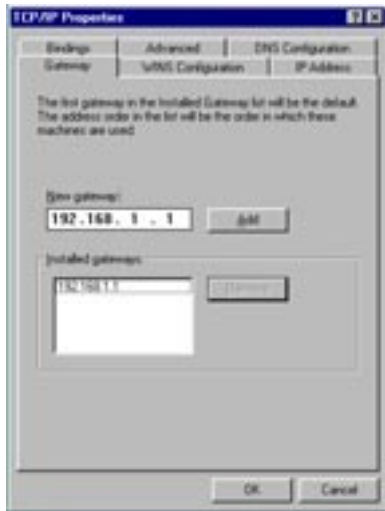 TCP/IP Properties
Bindings Advanced DNS Configuration
Gateway WINS Configuration IP Address
The first gateway in the Installed Gateway list will be the default.
The address order in the list will be the order in which these
machines are used.
New gateway:
192.168. 1 . 1 Add
Installed gateways:
192.168.1.1 Remove
OK Cancel